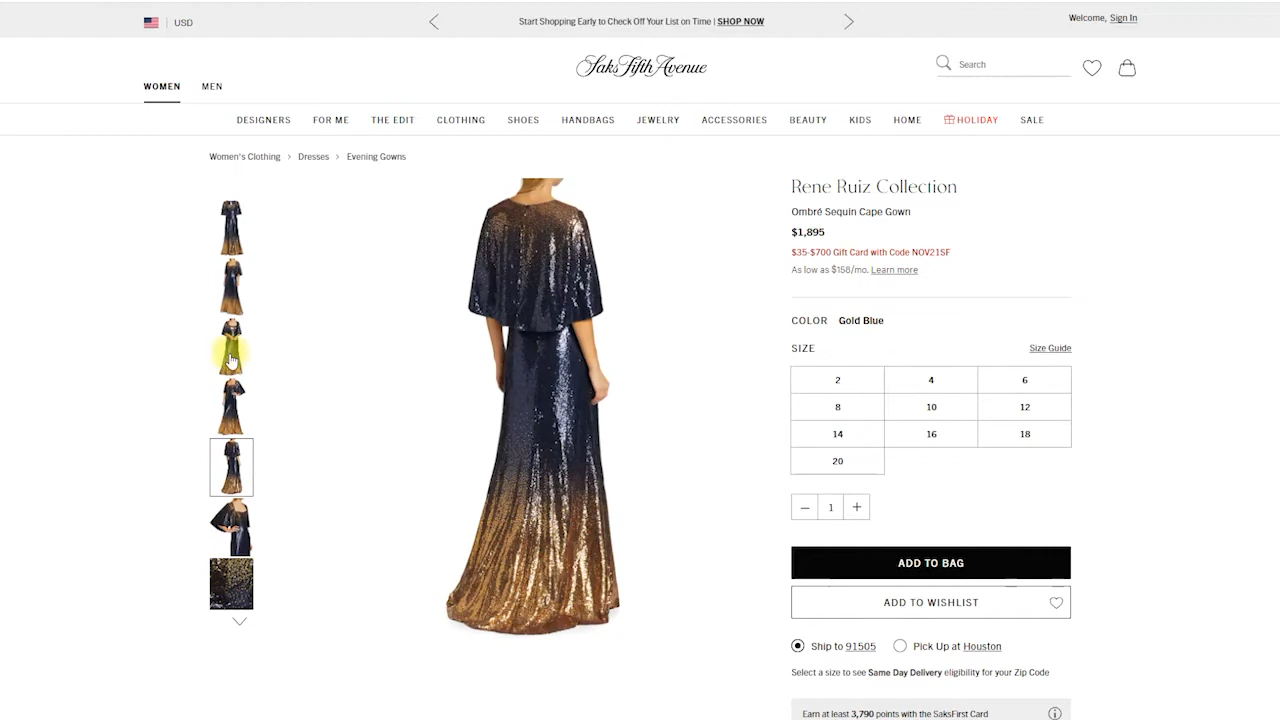 USD
Start Shopping Early to Check Off Your List on Time | SHOP NOW
Welcome, Sign In
Saks Fifth Avenue
Search
WOMEN MEN
DESIGNERS FOR ME THE EDIT CLOTHING SHOES HANDBAGS JEWELRY ACCESSORIES BEAUTY KIDS HOME HOLIDAY SALE
Women's Clothing > Dresses > Evening Gowns
Rene Ruiz Collection
Ombré Sequin Cape Gown
$1,895
$35-$700 Gift Card with Code NOV21SF
As low as $158/mo. Learn more
COLOR Gold Blue
SIZE Size Guide
2 4 6
8 10 12
14 16 18
20
– 1 +
ADD TO BAG
ADD TO WISHLIST
Ship to 91505 Pick Up at Houston
Select a size to see Same Day Delivery eligibility for your Zip Code
Earn at least 3,790 points with the SaksFirst Card